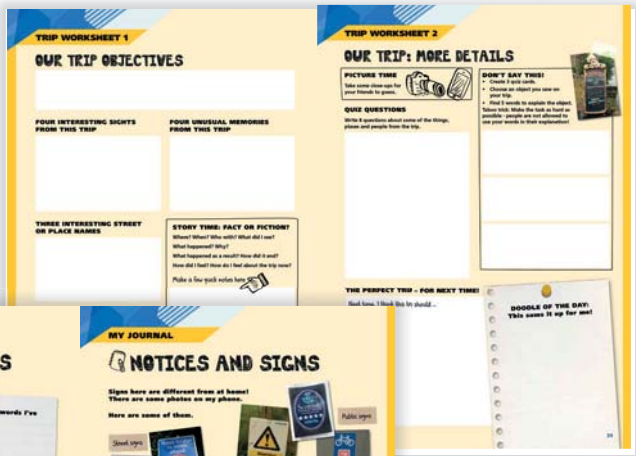 TRIP WORKSHEET 1
OUR TRIP OBJECTIVES
FOUR INTERESTING SIGHTS
FROM THIS TRIP
FOUR UNUSUAL MEMORIES
FROM THIS TRIP
THREE INTERESTING STREET
OR PLACE NAMES
STORY TIME: FACT OR FICTION?
Where? When? Who with? What did I see?
What happened? Why?
What happened as a result? How did it end?
How did I feel? How do I feel about the trip now?
Make a few quick notes here
TRIP WORKSHEET 2
OUR TRIP: MORE DETAILS
PICTURE TIME
Take some close-ups for
your friends to guess.
QUIZ QUESTIONS
Write 8 questions about some of the things,
places and people from the trip.
DON'T SAY THIS!
• Create 3 quiz cards.
• Choose an object you saw on
your trip.
• Find 5 words to explain the object.
Taboo trick: Make the task as hard as
possible - people are not allowed to
use your words in their explanation!
THE PERFECT TRIP – FOR NEXT TIME!
Next time, I think we should ...
DOODLE OF THE DAY:
This sums it up for me!
S
words I've
MY JOURNAL
NOTICES AND SIGNS
Signs here are different from at home!
There are some photos on my phone.
Here are some of them.
Street signs
Public signs